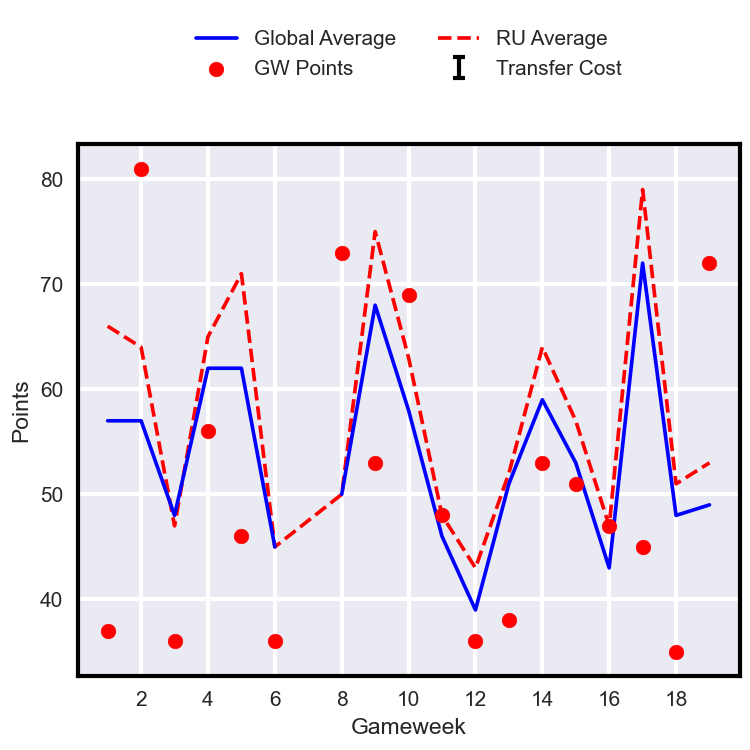 Global Average RU Average
GW Points Transfer Cost
80
70
60
50
40
Points
2 4 6 8 10 12 14 16 18
Gameweek